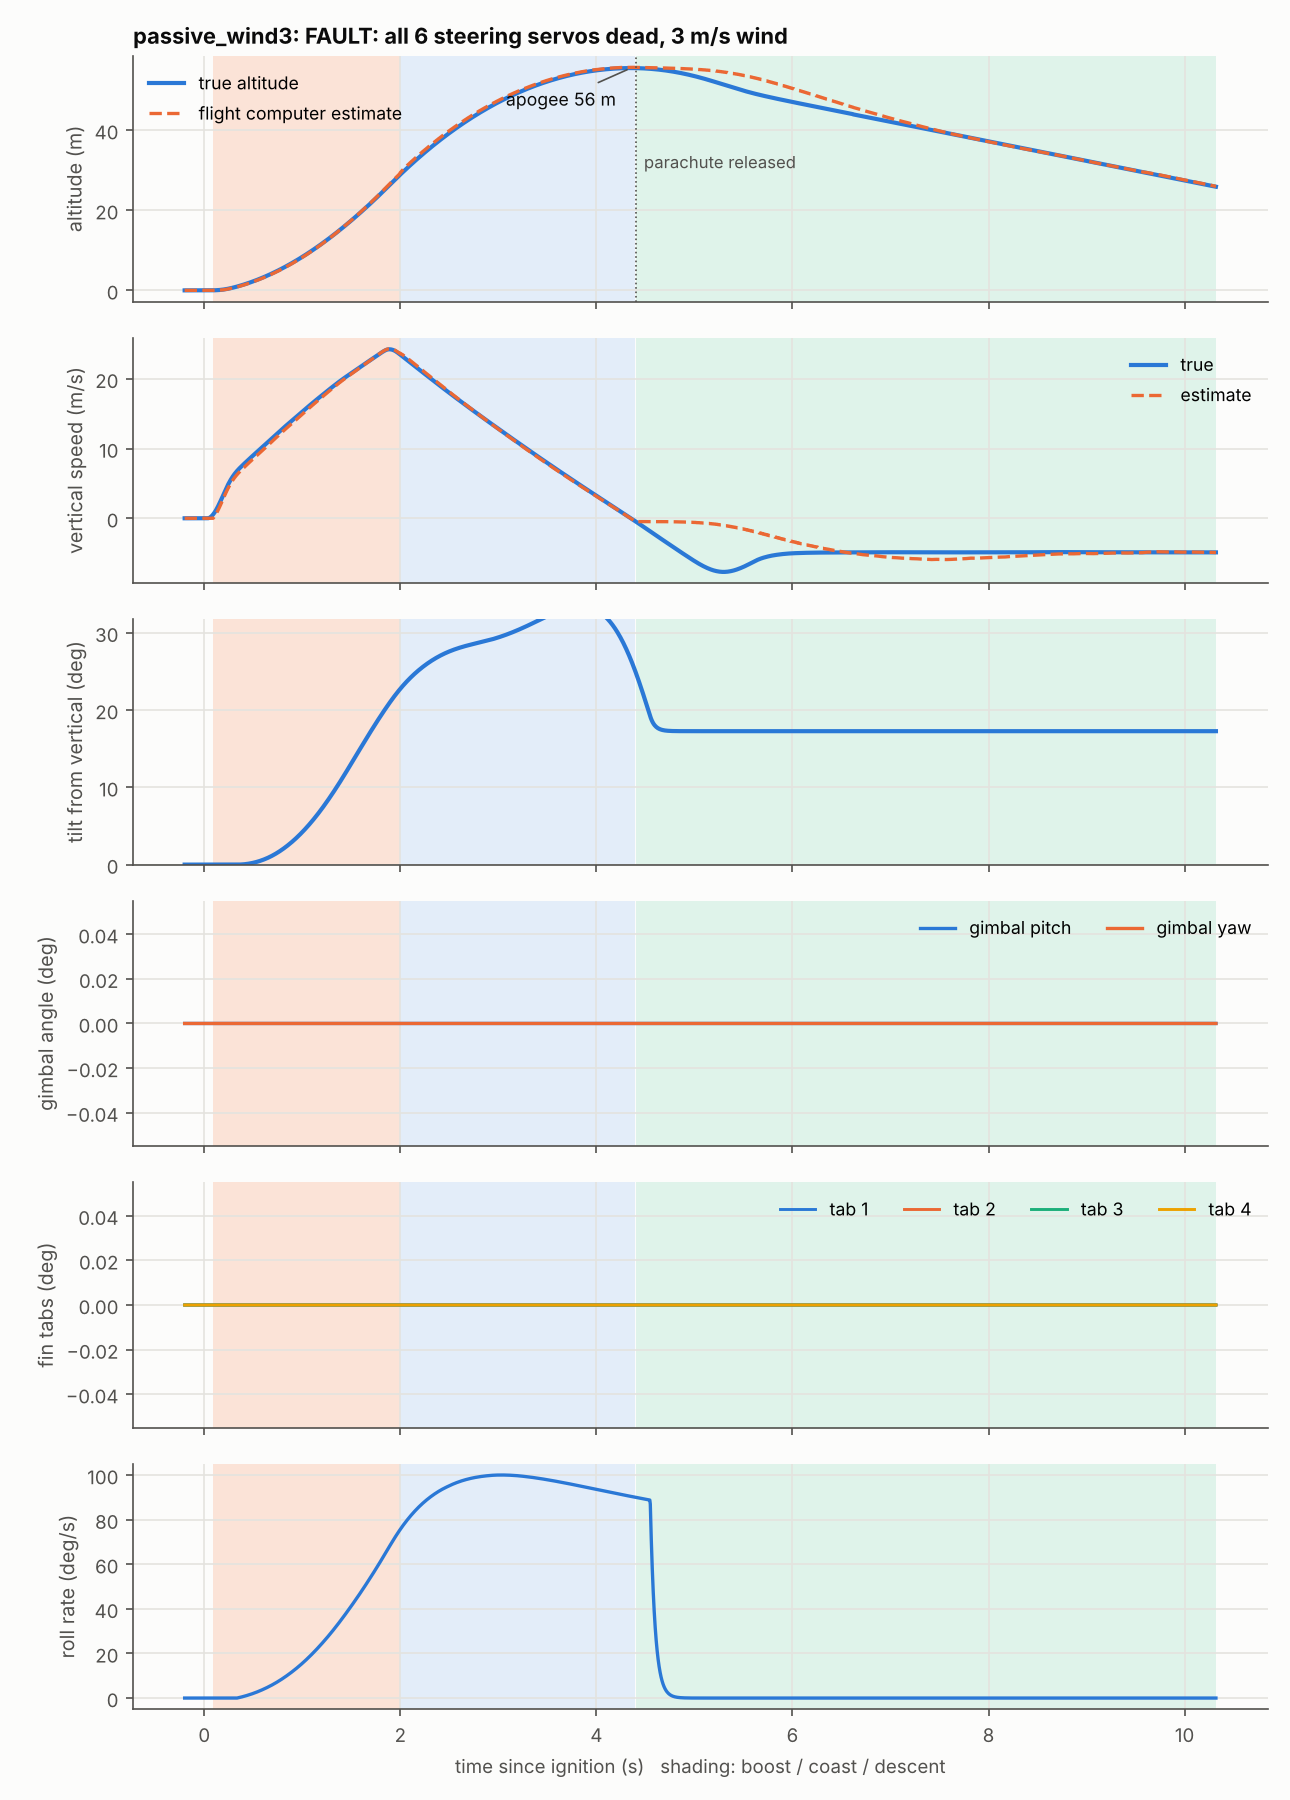 passive_wind3: FAULT: all 6 steering servos dead, 3 m/s wind
true altitude
flight computer estimate
apogee 56 m
parachute released
altitude (m)
40
20
0
true
estimate
vertical speed (m/s)
20
10
0
tilt from vertical (deg)
30
20
10
0
gimbal pitch
gimbal yaw
gimbal angle (deg)
0.04
0.02
0.00
−0.02
−0.04
tab 1
tab 2
tab 3
tab 4
fin tabs (deg)
0.04
0.02
0.00
−0.02
−0.04
roll rate (deg/s)
100
80
60
40
20
0
0 2 4 6 8 10
time since ignition (s) shading: boost / coast / descent